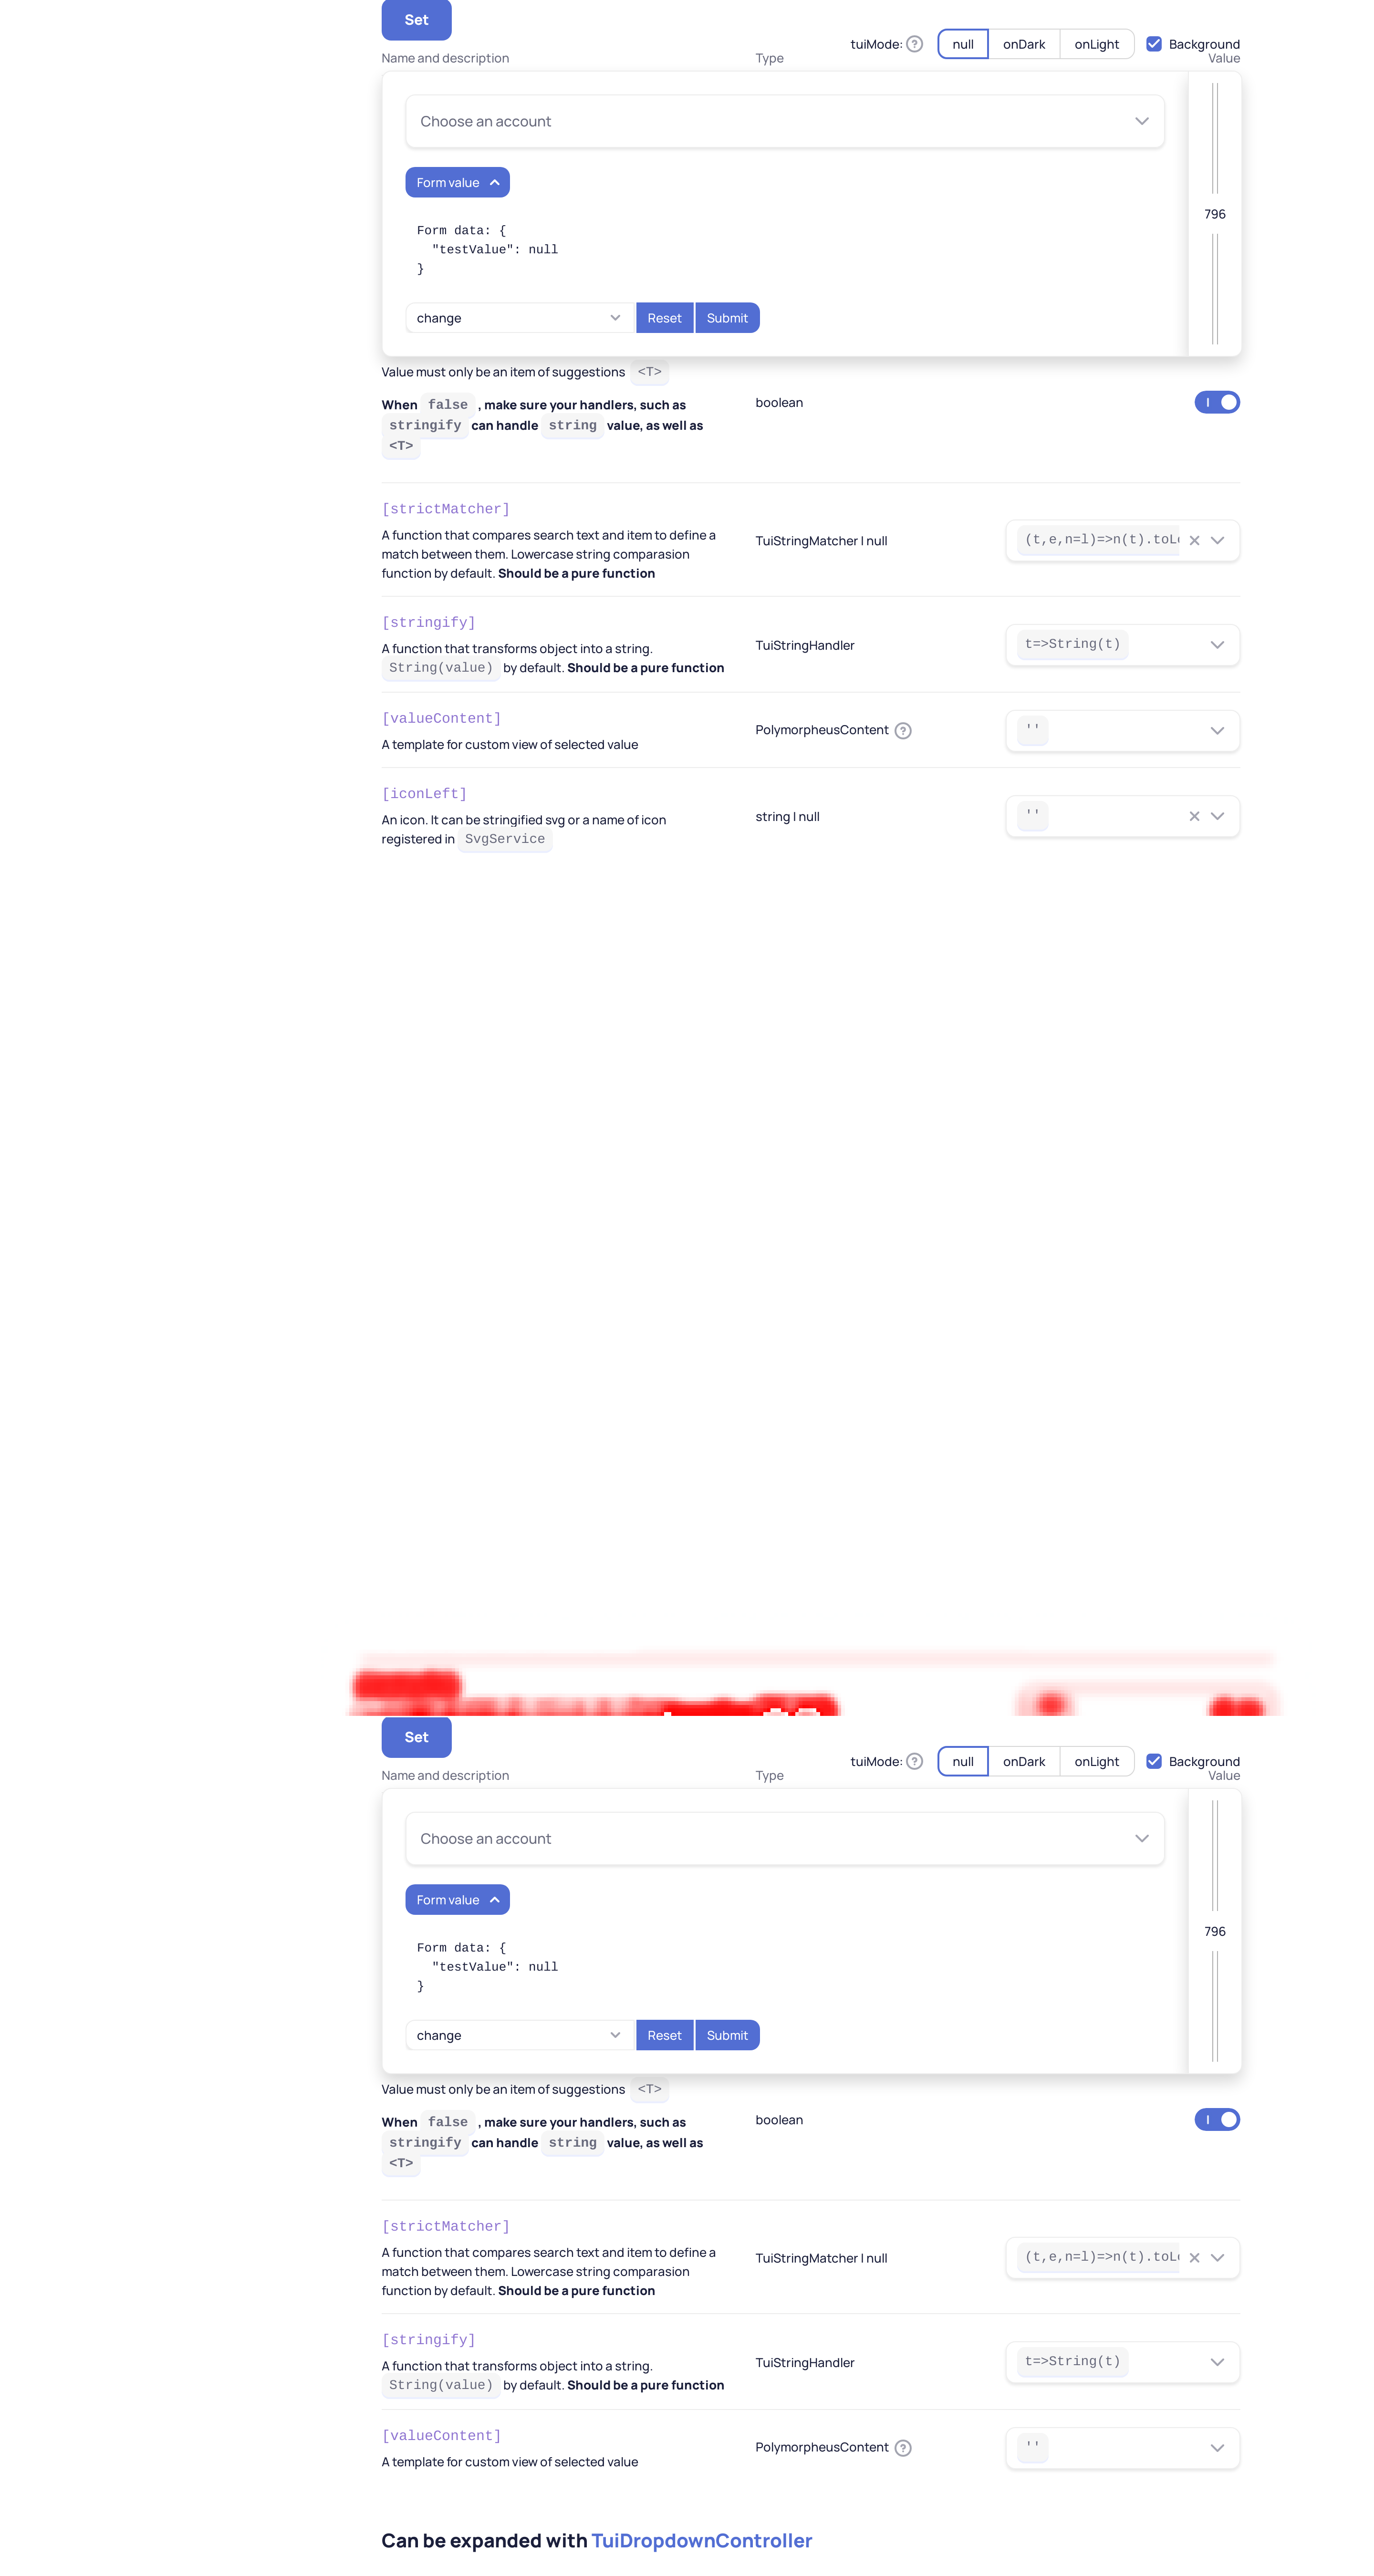 Set
tuiMode: ? null onDark onLight Background
Name and description Type Value
Choose an account
Form value
796
Form data: {
"testValue": null
}
change Reset Submit
Value must only be an item of suggestions <T>
When false , make sure your handlers, such as
stringify can handle string value, as well as
<T>
boolean
[strictMatcher]
A function that compares search text and item to define a
match between them. Lowercase string comparasion
function by default. Should be a pure function
TuiStringMatcher | null
(t,e,n=l)=>n(t).toL
[stringify]
A function that transforms object into a string.
String(value) by default. Should be a pure function
TuiStringHandler
t=>String(t)
[valueContent]
A template for custom view of selected value
PolymorpheusContent ?
''
[iconLeft]
An icon. It can be stringified svg or a name of icon
registered in SvgService
string | null
''
Set
tuiMode: ? null onDark onLight Background
Name and description Type Value
Choose an account
Form value
796
Form data: {
"testValue": null
}
change Reset Submit
Value must only be an item of suggestions <T>
When false , make sure your handlers, such as
stringify can handle string value, as well as
<T>
boolean
[strictMatcher]
A function that compares search text and item to define a
match between them. Lowercase string comparasion
function by default. Should be a pure function
TuiStringMatcher | null
(t,e,n=l)=>n(t).toL
[stringify]
A function that transforms object into a string.
String(value) by default. Should be a pure function
TuiStringHandler
t=>String(t)
[valueContent]
A template for custom view of selected value
PolymorpheusContent ?
''
Can be expanded with TuiDropdownController